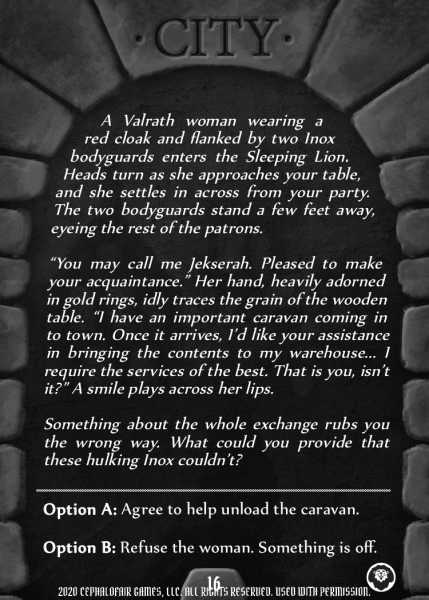 · CITY ·
A Valrath woman wearing a
red cloak and flanked by two Inox
bodyguards enters the Sleeping Lion.
Heads turn as she approaches your table,
and she settles in across from your party.
The two bodyguards stand a few feet away,
eyeing the rest of the patrons.
“You may call me Jekserah. Pleased to make
your acquaintance.” Her hand, heavily adorned
in gold rings, idly traces the grain of the wooden
table. “I have an important caravan coming in
to town. Once it arrives, I’d like your assistance
in bringing the contents to my warehouse... I
require the services of the best. That is you, isn’t
it?” A smile plays across her lips.
Something about the whole exchange rubs you
the wrong way. What could you provide that
these hulking Inox couldn’t?
Option A: Agree to help unload the caravan.
Option B: Refuse the woman. Something is off.
16
2020 CEPHALOFAIR GAMES, LLC. ALL RIGHTS RESERVED. USED WITH PERMISSION.